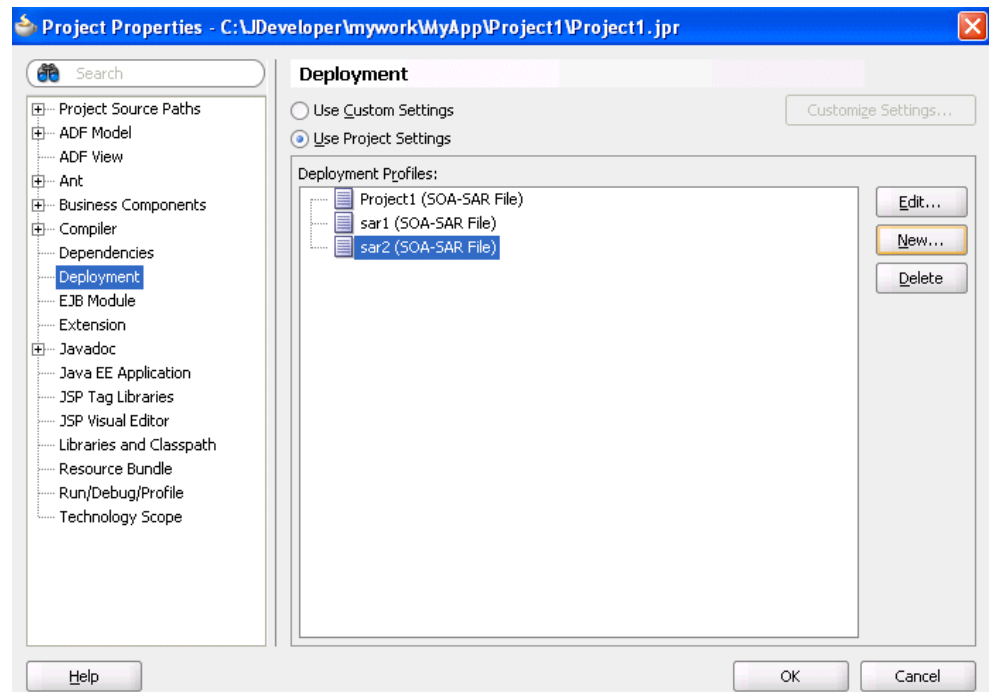 Project Properties - C:\JDeveloper\mywork\MyApp\Project1\Project1.jpr
Search
Project Source Paths
ADF Model
ADF View
Ant
Business Components
Compiler
Dependencies
Deployment
EJB Module
Extension
Javadoc
Java EE Application
JSP Tag Libraries
JSP Visual Editor
Libraries and Classpath
Resource Bundle
Run/Debug/Profile
Technology Scope
Deployment
Use Custom Settings
Customize Settings...
Use Project Settings
Deployment Profiles:
Project1 (SOA-SAR File)
sar1 (SOA-SAR File)
sar2 (SOA-SAR File)
Edit...
New...
Delete
Help
OK
Cancel